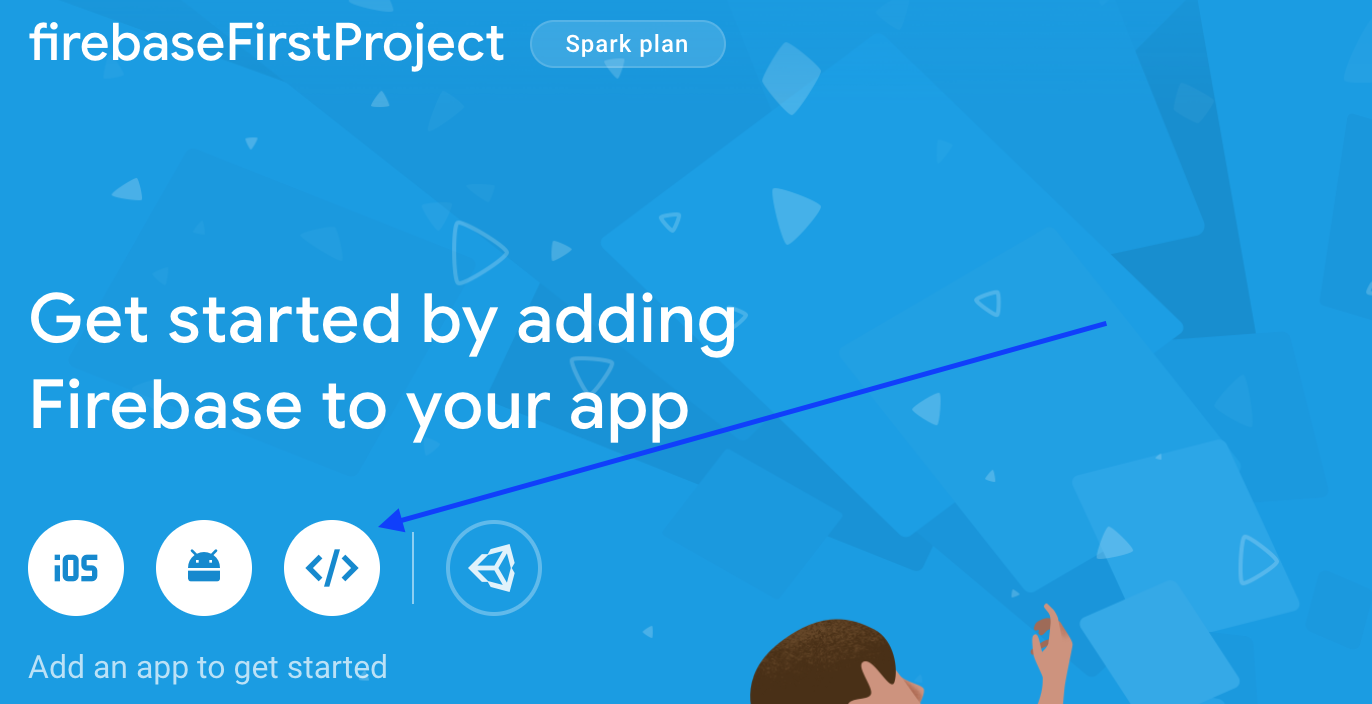 firebaseFirstProject
Spark plan
Get started by adding
Firebase to your app
iOS
</>
Add an app to get started